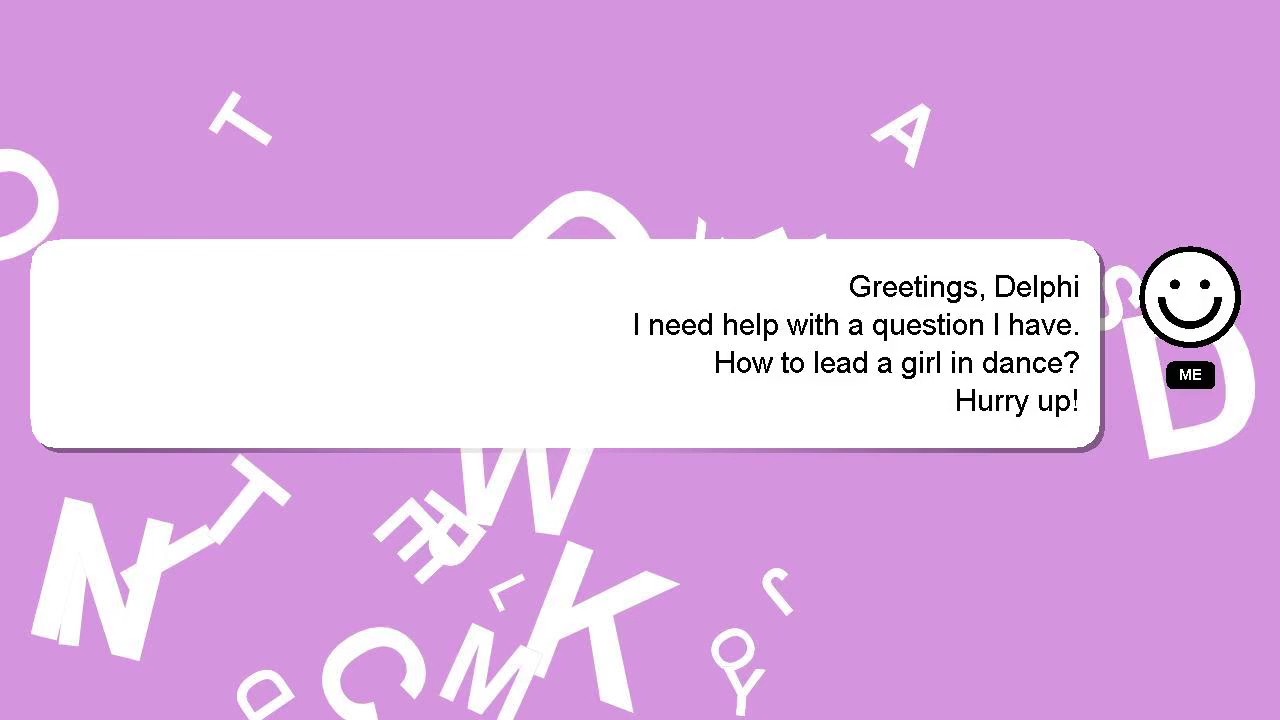 Greetings, Delphi
I need help with a question I have.
How to lead a girl in dance?
Hurry up!
ME
T
A
O
S
D
W
N
Y
T
E
R
L
K
J
M
C
D
O
Y